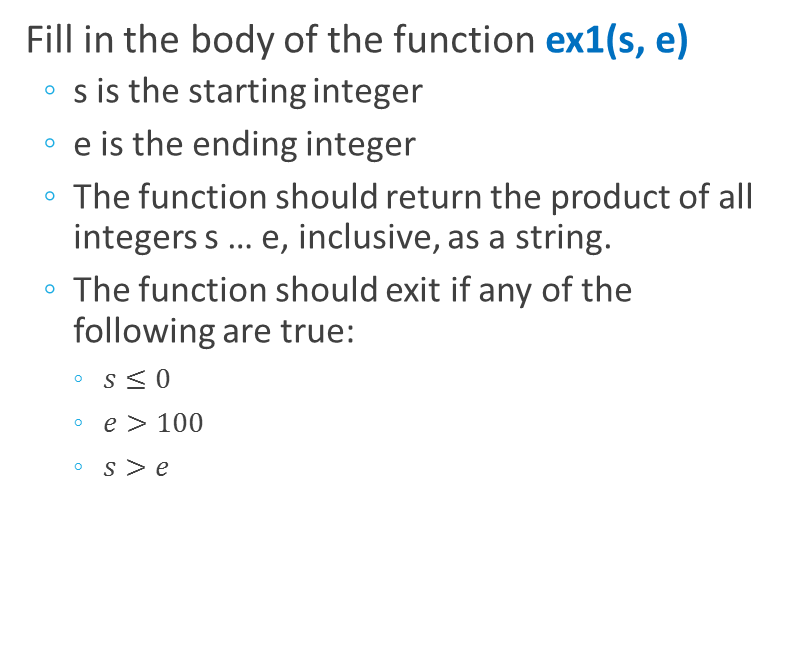 Fill in the body of the function ex1(s, e)
◦ s is the starting integer
◦ e is the ending integer
◦ The function should return the product of all
integers s … e, inclusive, as a string.
◦ The function should exit if any of the
following are true:
◦ s ≤ 0
◦ e > 100
◦ s > e